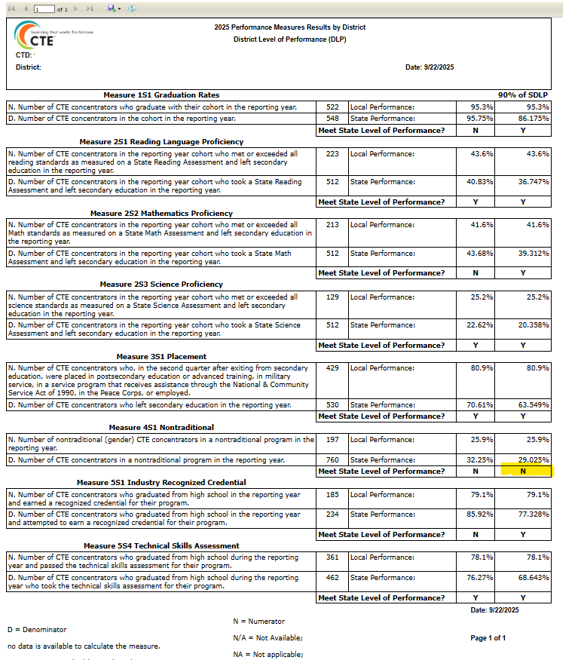 1 of 1
Learning that works for Arizona
CTE
2025 Performance Measures Results by District
District Level of Performance (DLP)
CTD:
District:
Date: 9/22/2025
Measure 1S1 Graduation Rates 90% of SDLP
N. Number of CTE concentrators who graduate with their cohort in the reporting year. 522 Local Performance: 95.3% 95.3%
D. Number of CTE concentrators in the cohort in the reporting year. 548 State Performance: 95.75% 86.175%
Meet State Level of Performance? N Y
Measure 2S1 Reading Language Proficiency
N. Number of CTE concentrators in the reporting year cohort who met or exceeded all 223 Local Performance: 43.6% 43.6%
reading standards as measured on a State Reading Assessment and left secondary
education in the reporting year.
D. Number of CTE concentrators in the reporting year cohort who took a State Reading 512 State Performance: 40.83% 36.747%
Assessment and left secondary education in the reporting year.
Meet State Level of Performance? Y Y
Measure 2S2 Mathematics Proficiency
N. Number of CTE concentrators in the reporting year cohort who met or exceeded all 213 Local Performance: 41.6% 41.6%
Math standards as measured on a State Math Assessment and left secondary education in
the reporting year.
D. Number of CTE concentrators in the reporting year cohort who took a State Math 512 State Performance: 43.68% 39.312%
Assessment and left secondary education in the reporting year.
Meet State Level of Performance? N Y
Measure 2S3 Science Proficiency
N. Number of CTE concentrators in the reporting year cohort who met or exceeded all 129 Local Performance: 25.2% 25.2%
science standards as measured on a State Science Assessment and left secondary
education in the reporting year.
D. Number of CTE concentrators in the reporting year cohort who took a State Science 512 State Performance: 22.62% 20.358%
Assessment and left secondary education in the reporting year.
Meet State Level of Performance? Y Y
Measure 3S1 Placement
N. Number of CTE concentrators who, in the second quarter after exiting from secondary 429 Local Performance: 80.9% 80.9%
education, were placed in postsecondary education or advanced training, in military
service, in a service program that receives assistance through the National & Community
Service Act of 1990, in the Peace Corps, or employed.
D. Number of CTE concentrators who left secondary education in the reporting year. 530 State Performance: 70.61% 63.549%
Meet State Level of Performance? Y Y
Measure 4S1 Nontraditional
N. Number of nontraditional (gender) CTE concentrators in a nontraditional program in the 197 Local Performance: 25.9% 25.9%
reporting year.
D. Number of CTE concentrators in a nontraditional program in the reporting year. 760 State Performance: 32.25% 29.025%
Meet State Level of Performance? N N
Measure 5S1 Industry Recognized Credential
N. Number of CTE concentrators who graduated from high school in the reporting year 185 Local Performance: 79.1% 79.1%
and earned a recognized credential for their program.
D. Number of CTE concentrators who graduated from high school in the reporting year 234 State Performance: 85.92% 77.328%
and attempted to earn a recognized credential for their program.
Meet State Level of Performance? N Y
Measure 5S4 Technical Skills Assessment
N. Number of CTE concentrators who graduated from high school during the reporting 361 Local Performance: 78.1% 78.1%
year and passed the technical skills assessment for their program.
D. Number of CTE concentrators who graduated from high school during the reporting 462 State Performance: 76.27% 68.643%
year who took the technical skills assessment for their program.
Meet State Level of Performance? Y Y
Date: 9/22/2025
N = Numerator
D = Denominator
N/A = Not Available; Page 1 of 1
no data is available to calculate the measure.
NA = Not applicable;